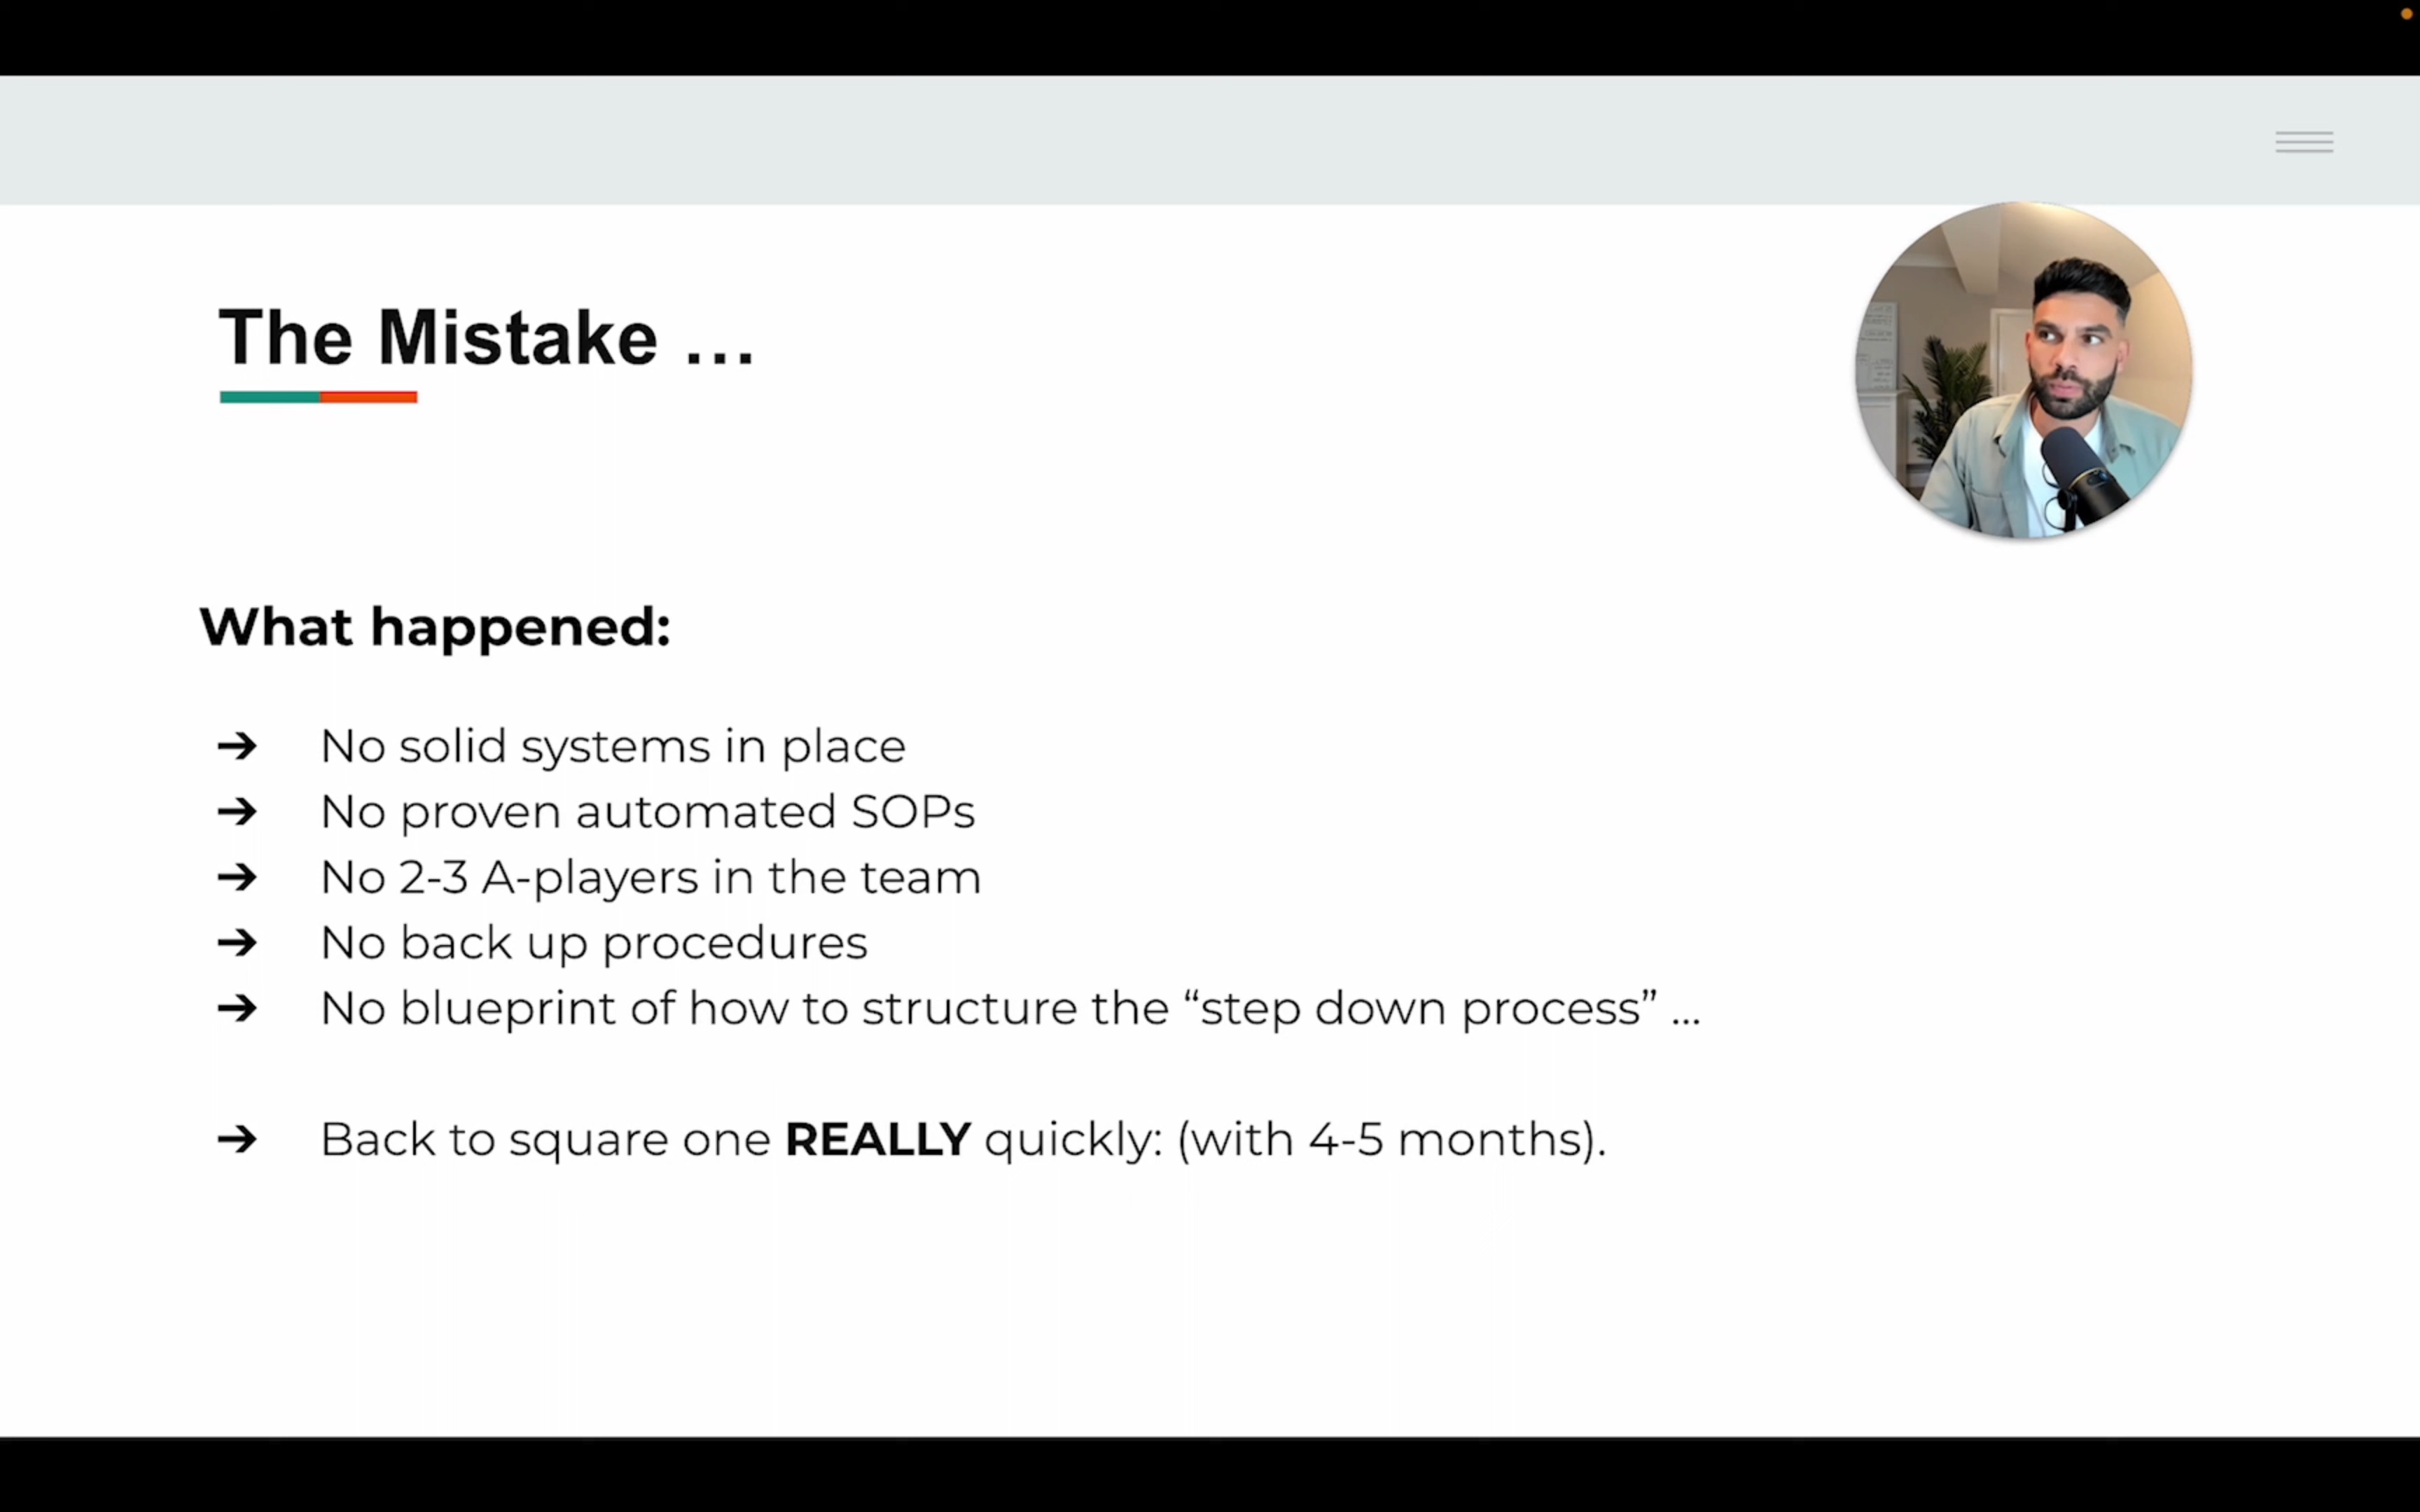 The Mistake ...
What happened:
➔ No solid systems in place
➔ No proven automated SOPs
➔ No 2-3 A-players in the team
➔ No back up procedures
➔ No blueprint of how to structure the “step down process” ...
➔ Back to square one REALLY quickly: (with 4-5 months).